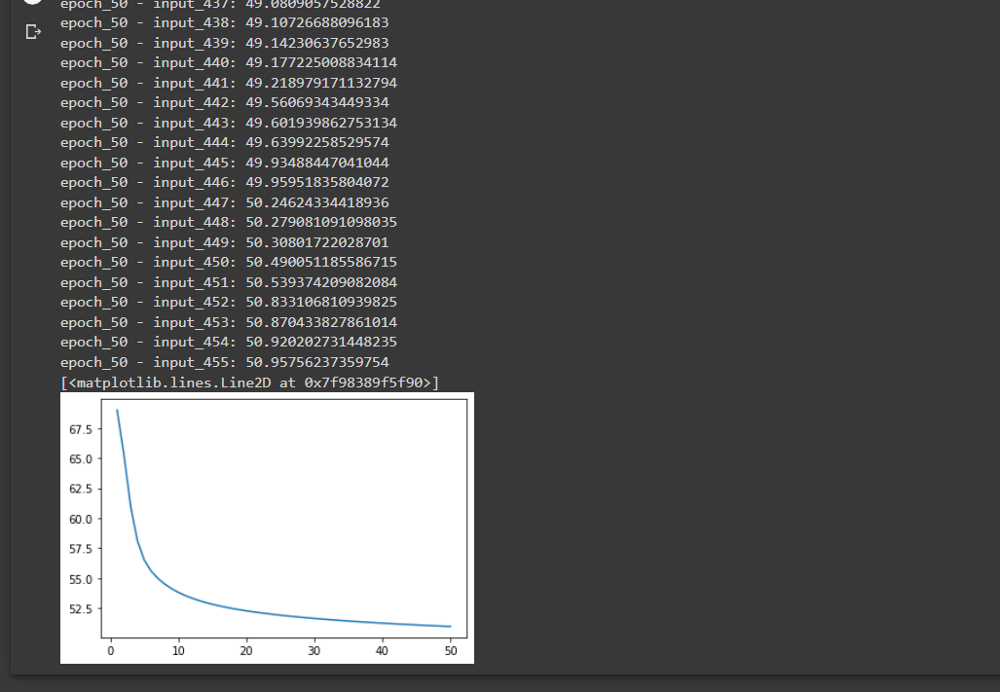 epoch_50 - input_437: 49.0809057528822
epoch_50 - input_438: 49.10726688096183
epoch_50 - input_439: 49.14230637652983
epoch_50 - input_440: 49.177225008834114
epoch_50 - input_441: 49.218979171132794
epoch_50 - input_442: 49.56069343449334
epoch_50 - input_443: 49.601939862753134
epoch_50 - input_444: 49.63992258529574
epoch_50 - input_445: 49.93488447041044
epoch_50 - input_446: 49.95951835804072
epoch_50 - input_447: 50.24624334418936
epoch_50 - input_448: 50.279081091098035
epoch_50 - input_449: 50.30801722028701
epoch_50 - input_450: 50.490051185586715
epoch_50 - input_451: 50.539374209082084
epoch_50 - input_452: 50.833106810939825
epoch_50 - input_453: 50.870433827861014
epoch_50 - input_454: 50.920202731448235
epoch_50 - input_455: 50.95756237359754
[<matplotlib.lines.Line2D at 0x7f98389f5f90>]
67.5
65.0
62.5
60.0
57.5
55.0
52.5
0 10 20 30 40 50